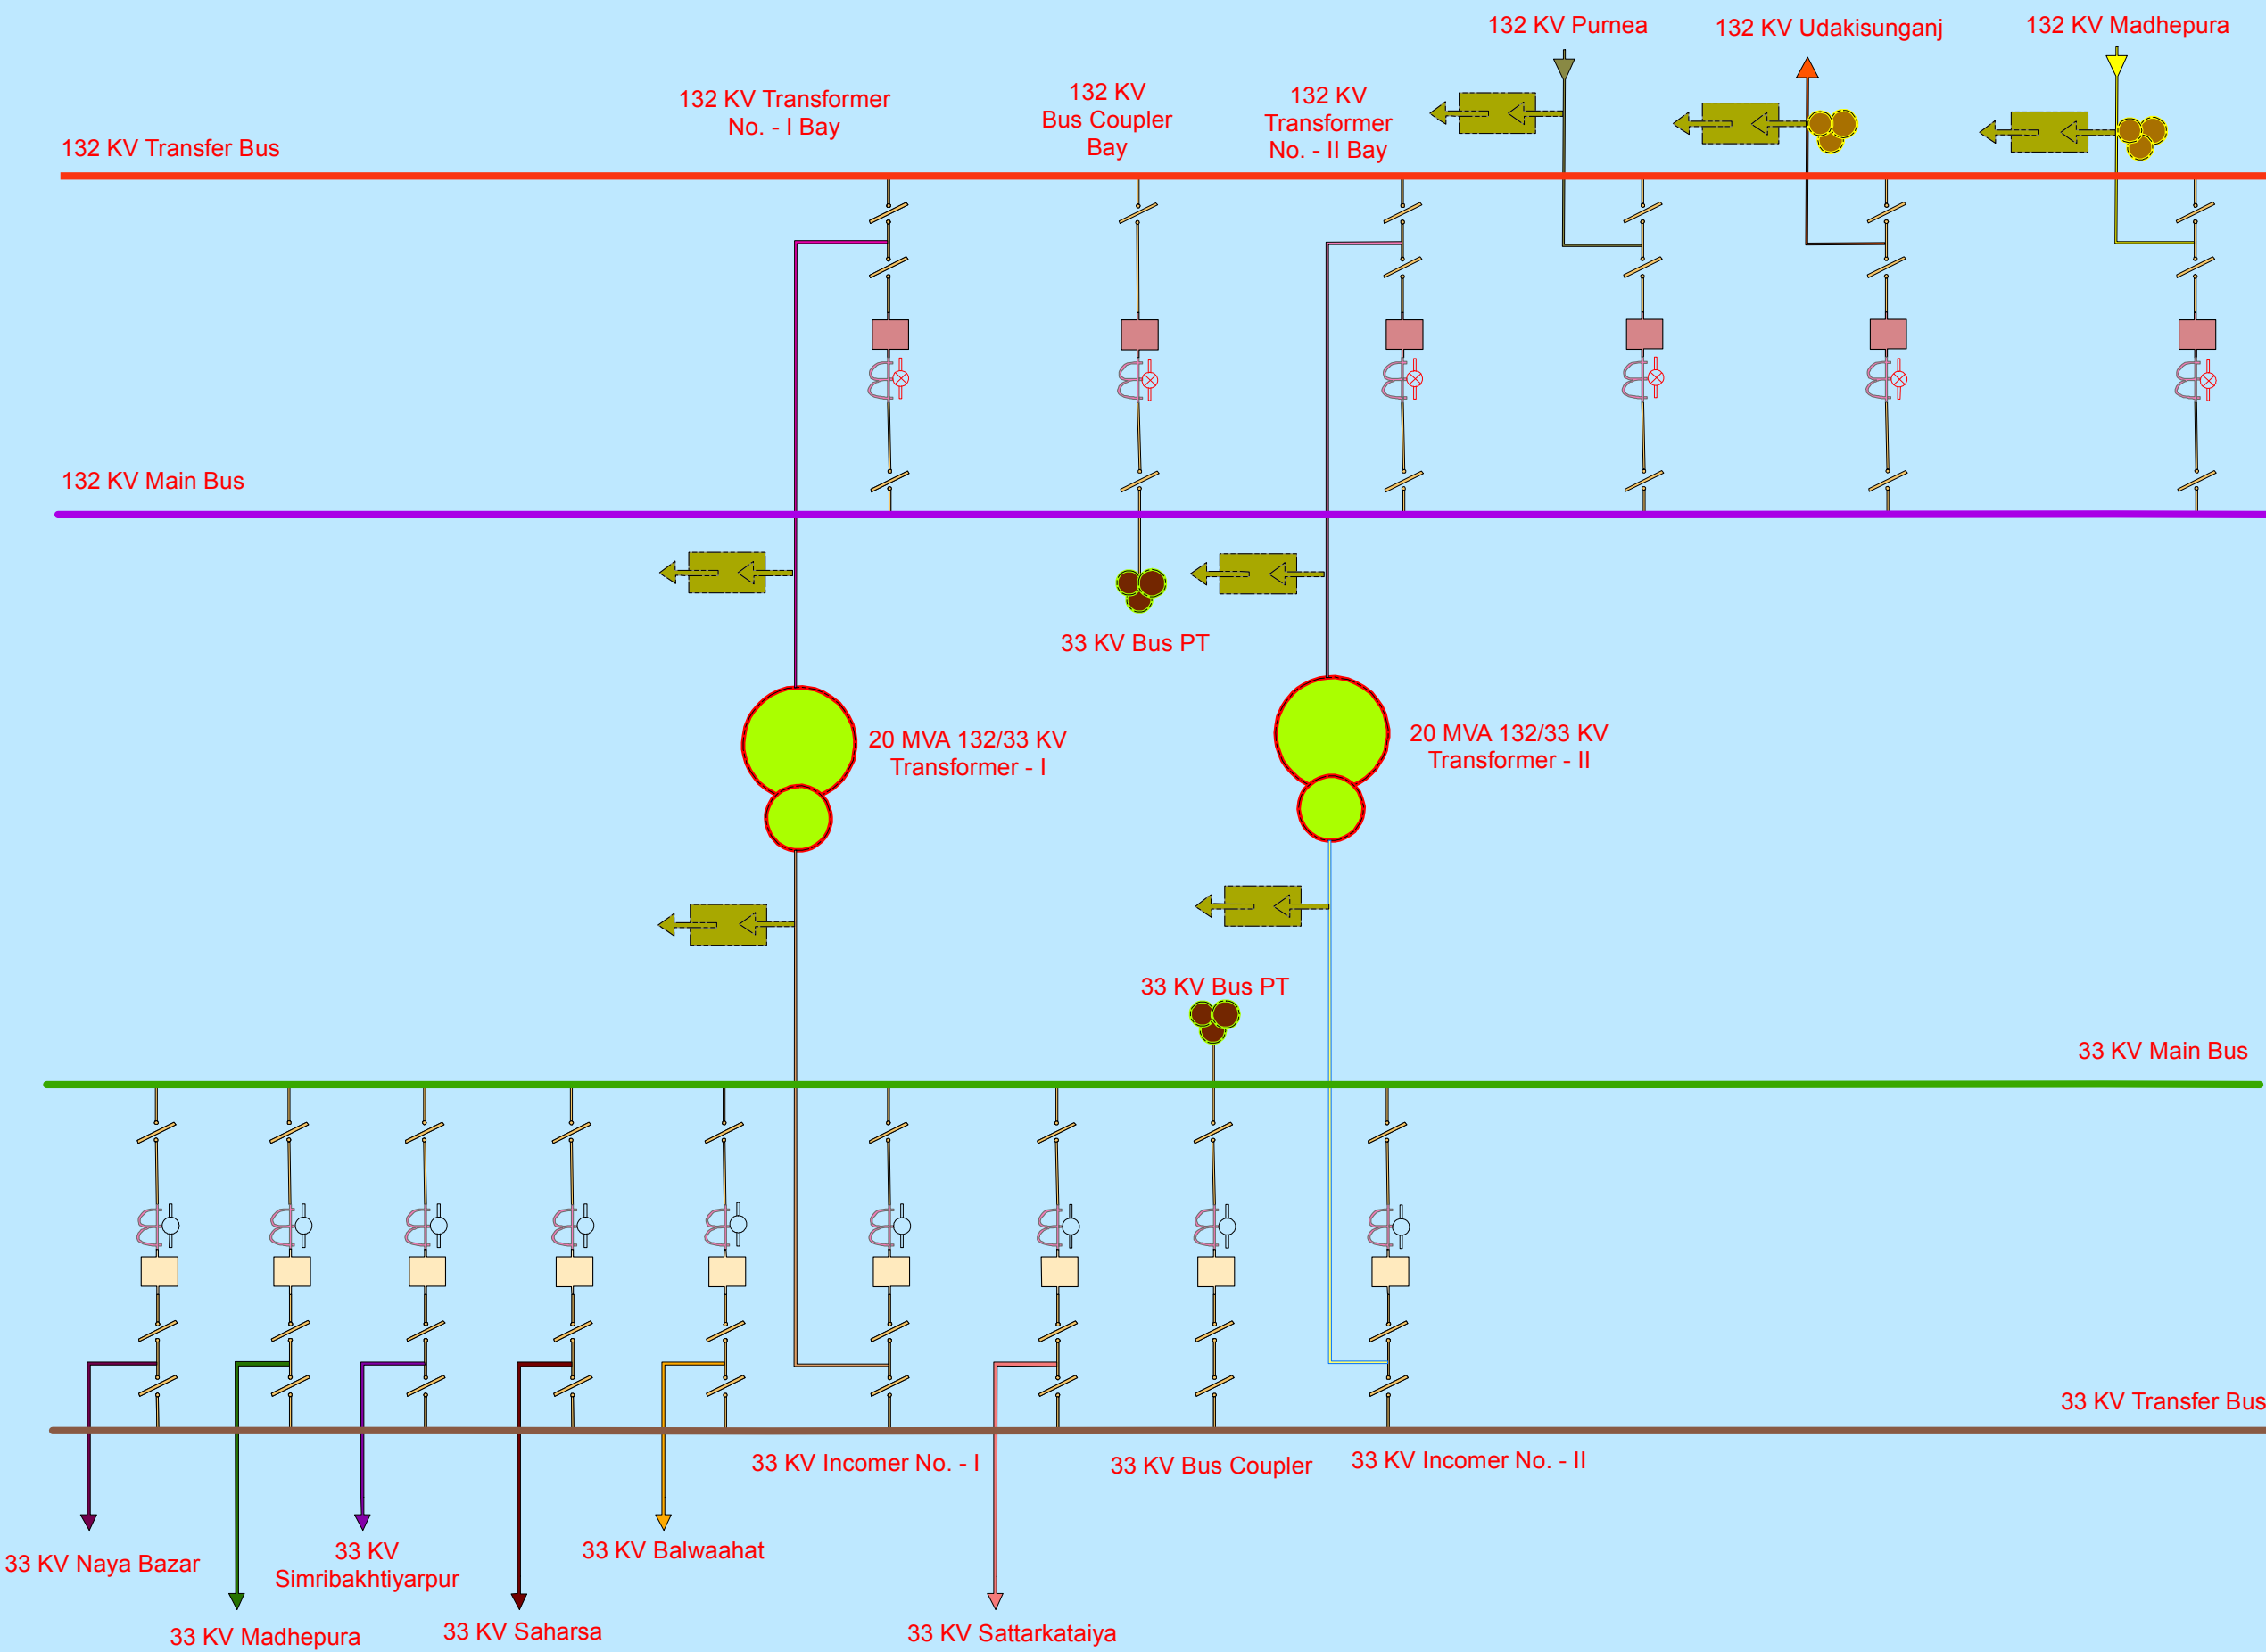 132 KV Purnea
132 KV Udakisunganj
132 KV Madhepura
132 KV Transformer
No. - I Bay
132 KV
Bus Coupler
Bay
132 KV
Transformer
No. - II Bay
132 KV Transfer Bus
132 KV Main Bus
33 KV Bus PT
20 MVA 132/33 KV
Transformer - I
20 MVA 132/33 KV
Transformer - II
33 KV Bus PT
33 KV Main Bus
33 KV Transfer Bus
33 KV Incomer No. - I
33 KV Bus Coupler
33 KV Incomer No. - II
33 KV Naya Bazar
33 KV
Simribakhtiyarpur
33 KV Balwaahat
33 KV Madhepura
33 KV Saharsa
33 KV Sattarkataiya